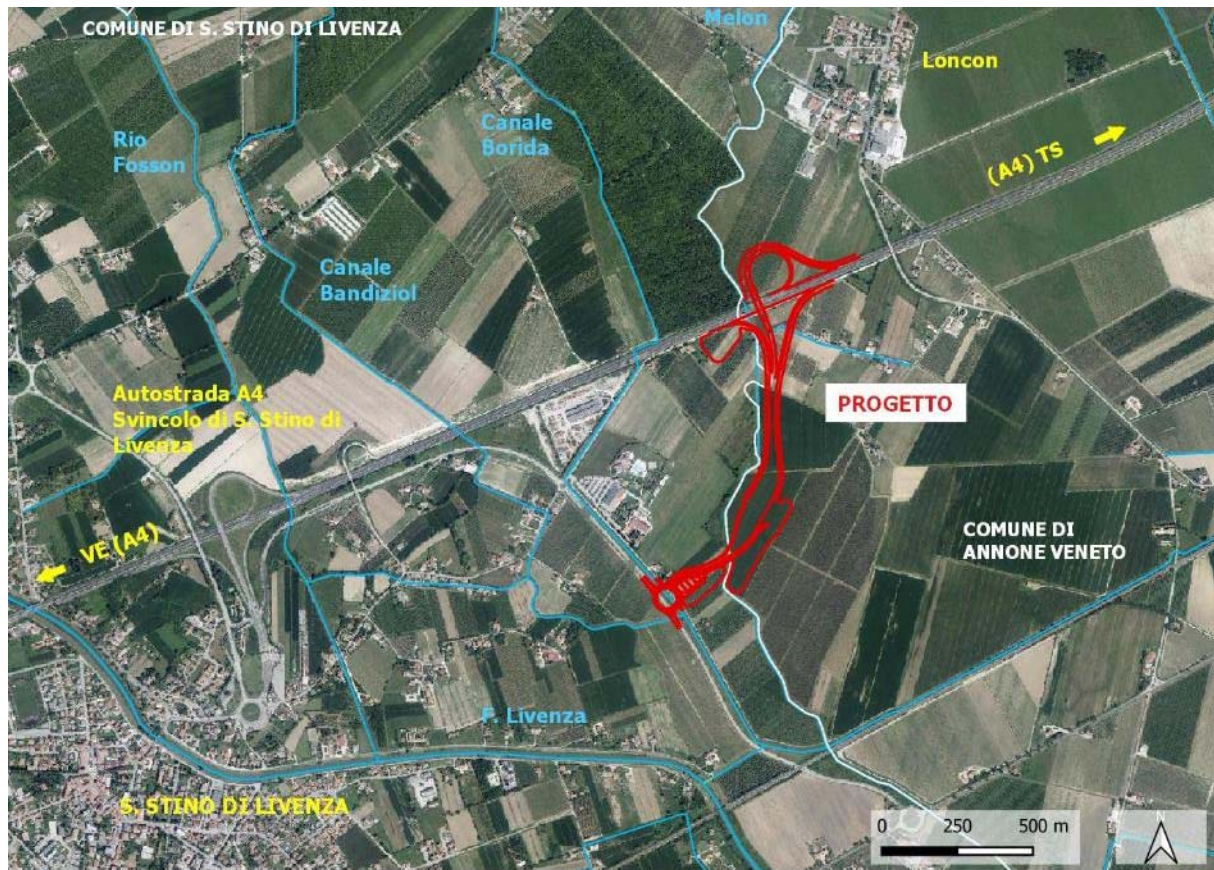 COMUNE DI S. STINO DI LIVENZA
Melon
Loncon
Rio
Fosson
Canale
Borida
(A4) TS
Canale
Bandiziol
Autostrada A4
Svincolo di S. Stino di
Livenza
PROGETTO
VE (A4)
COMUNE DI
ANNONE VENETO
F. Livenza
S. STINO DI LIVENZA
0 250 500 m
N